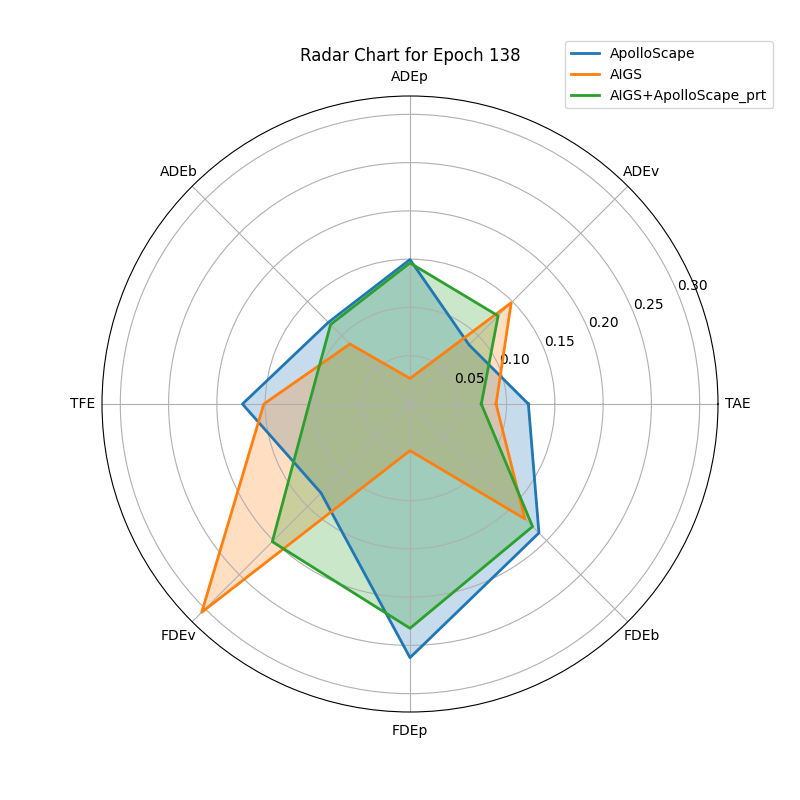 Radar Chart for Epoch 138
ApolloScape
AIGS
AIGS+ApolloScape_prt
ADEp
ADEb
ADEv
0.30
0.25
0.20
0.15
0.10
0.05
TFE
TAE
FDEv
FDEb
FDEp